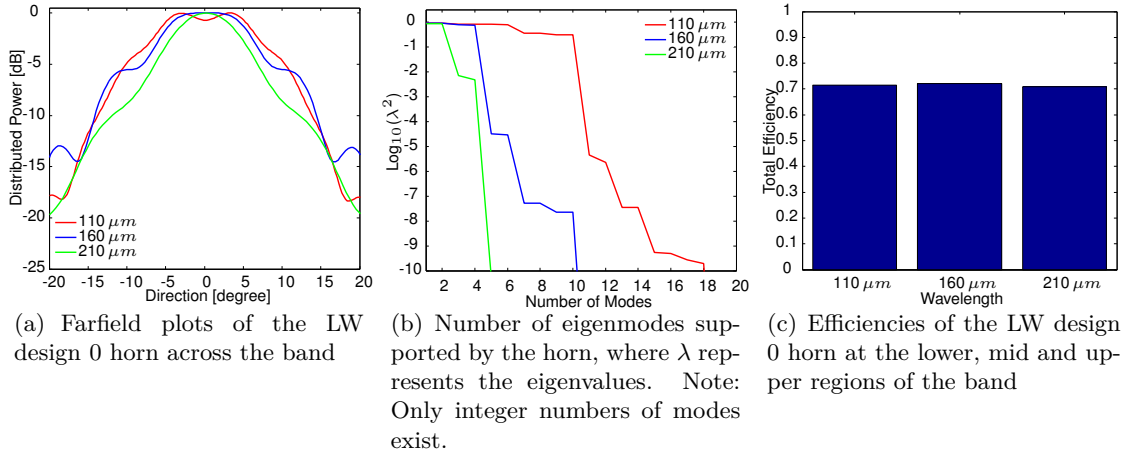 0
-5
-10
-15
-20
-25
-20 -15 -10 -5 0 5 10 15 20
Distributed Power [dB]
Direction [degree]
110 µm
160 µm
210 µm
(a) Farfield plots of the LW
design 0 horn across the band
0
-1
-2
-3
-4
-5
-6
-7
-8
-9
-10
2 4 6 8 10 12 14 16 18 20
Log₁₀(λ²)
Number of Modes
110 µm
160 µm
210 µm
(b) Number of eigenmodes sup-
ported by the horn, where λ rep-
resents the eigenvalues. Note:
Only integer numbers of modes
exist.
1
0.9
0.8
0.7
0.6
0.5
0.4
0.3
0.2
0.1
0
Total Efficiency
110 µm 160 µm 210 µm
Wavelength
(c) Efficiencies of the LW design
0 horn at the lower, mid and up-
per regions of the band